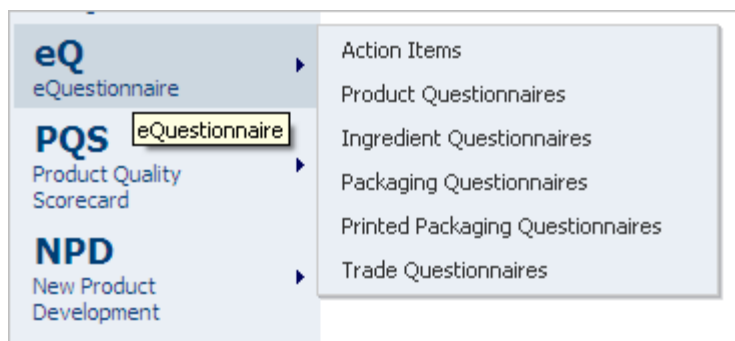 eQ
eQuestionnaire
eQuestionnaire
PQS
Product Quality
Scorecard
NPD
New Product
Development
Action Items
Product Questionnaires
Ingredient Questionnaires
Packaging Questionnaires
Printed Packaging Questionnaires
Trade Questionnaires